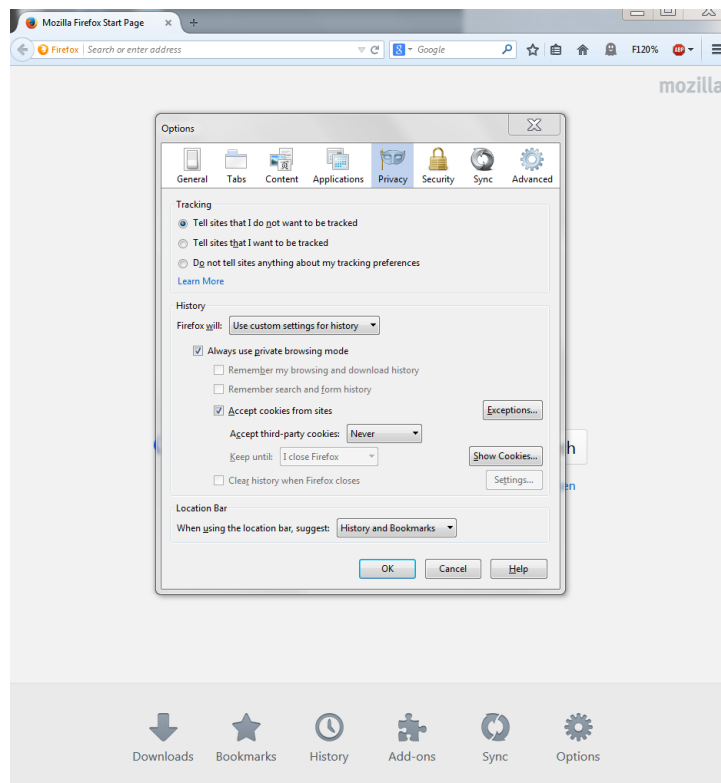 Mozilla Firefox Start Page
Firefox Search or enter address
Google
F120%
ABP
mozilla
Options
General Tabs Content Applications Privacy Security Sync Advanced
Tracking
Tell sites that I do not want to be tracked
Tell sites that I want to be tracked
Do not tell sites anything about my tracking preferences
Learn More
History
Firefox will: Use custom settings for history
Always use private browsing mode
Remember my browsing and download history
Remember search and form history
Accept cookies from sites Exceptions...
Accept third-party cookies: Never
h
Keep until: I close Firefox Show Cookies...
Clear history when Firefox closes Settings...
en
Location Bar
When using the location bar, suggest: History and Bookmarks
OK Cancel Help
Downloads Bookmarks History Add-ons Sync Options